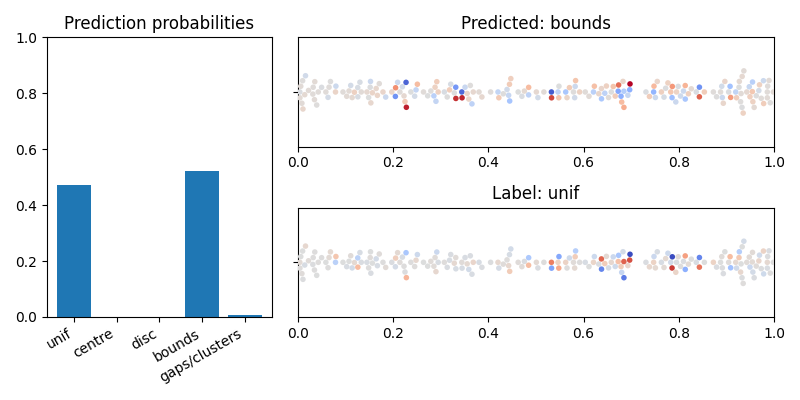 Prediction probabilities
1.0
0.8
0.6
0.4
0.2
0.0
unif
centre
disc
bounds
gaps/clusters
Predicted: bounds
0.0 0.2 0.4 0.6 0.8 1.0
Label: unif
0.0 0.2 0.4 0.6 0.8 1.0